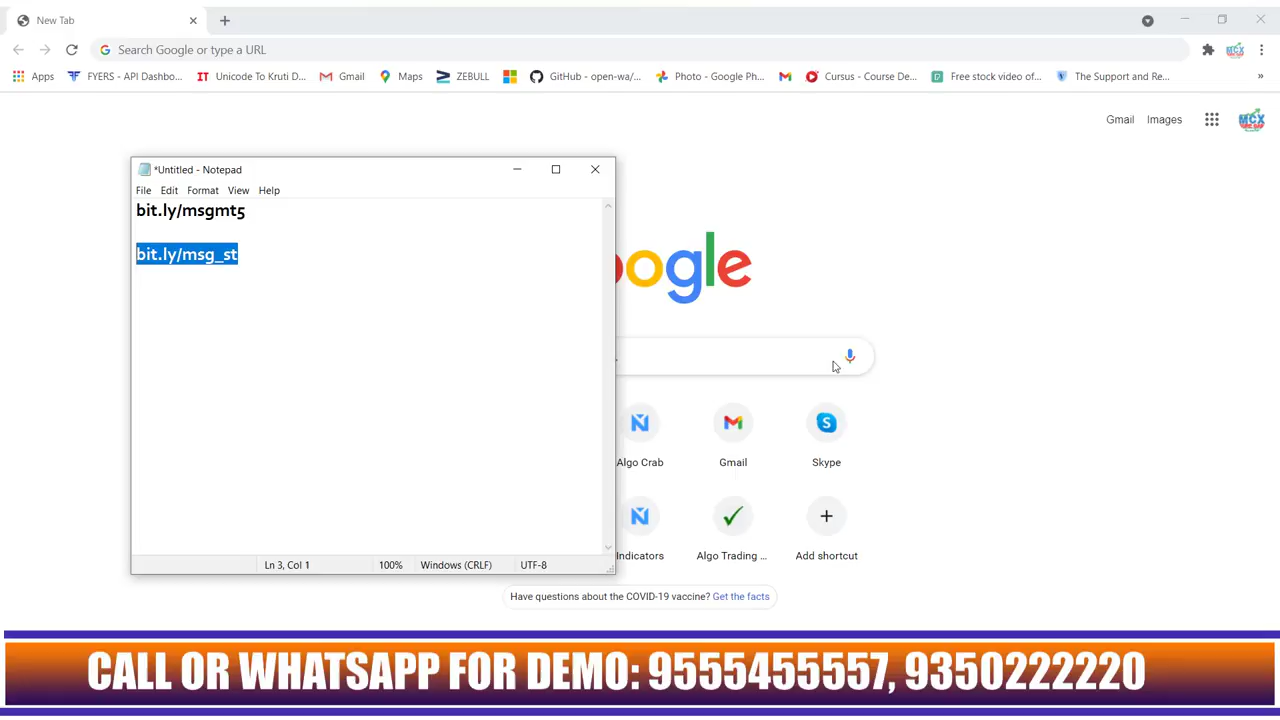 New Tab
Search Google or type a URL
Apps
FYERS - API Dashbo...
Unicode To Kruti D...
Gmail
Maps
ZEBULL
GitHub - open-wa/...
Photo - Google Ph...
Cursus - Course De...
Free stock video of...
The Support and Re...
»
Gmail
Images
MCX
*Untitled - Notepad
File Edit Format View Help
bit.ly/msgmt5
bit.ly/msg_st
Ln 3, Col 1
100%
Windows (CRLF)
UTF-8
ogle
Algo Crab
Gmail
Skype
Indicators
Algo Trading ...
Add shortcut
Have questions about the COVID-19 vaccine? Get the facts
CALL OR WHATSAPP FOR DEMO: 9555455557, 9350222220